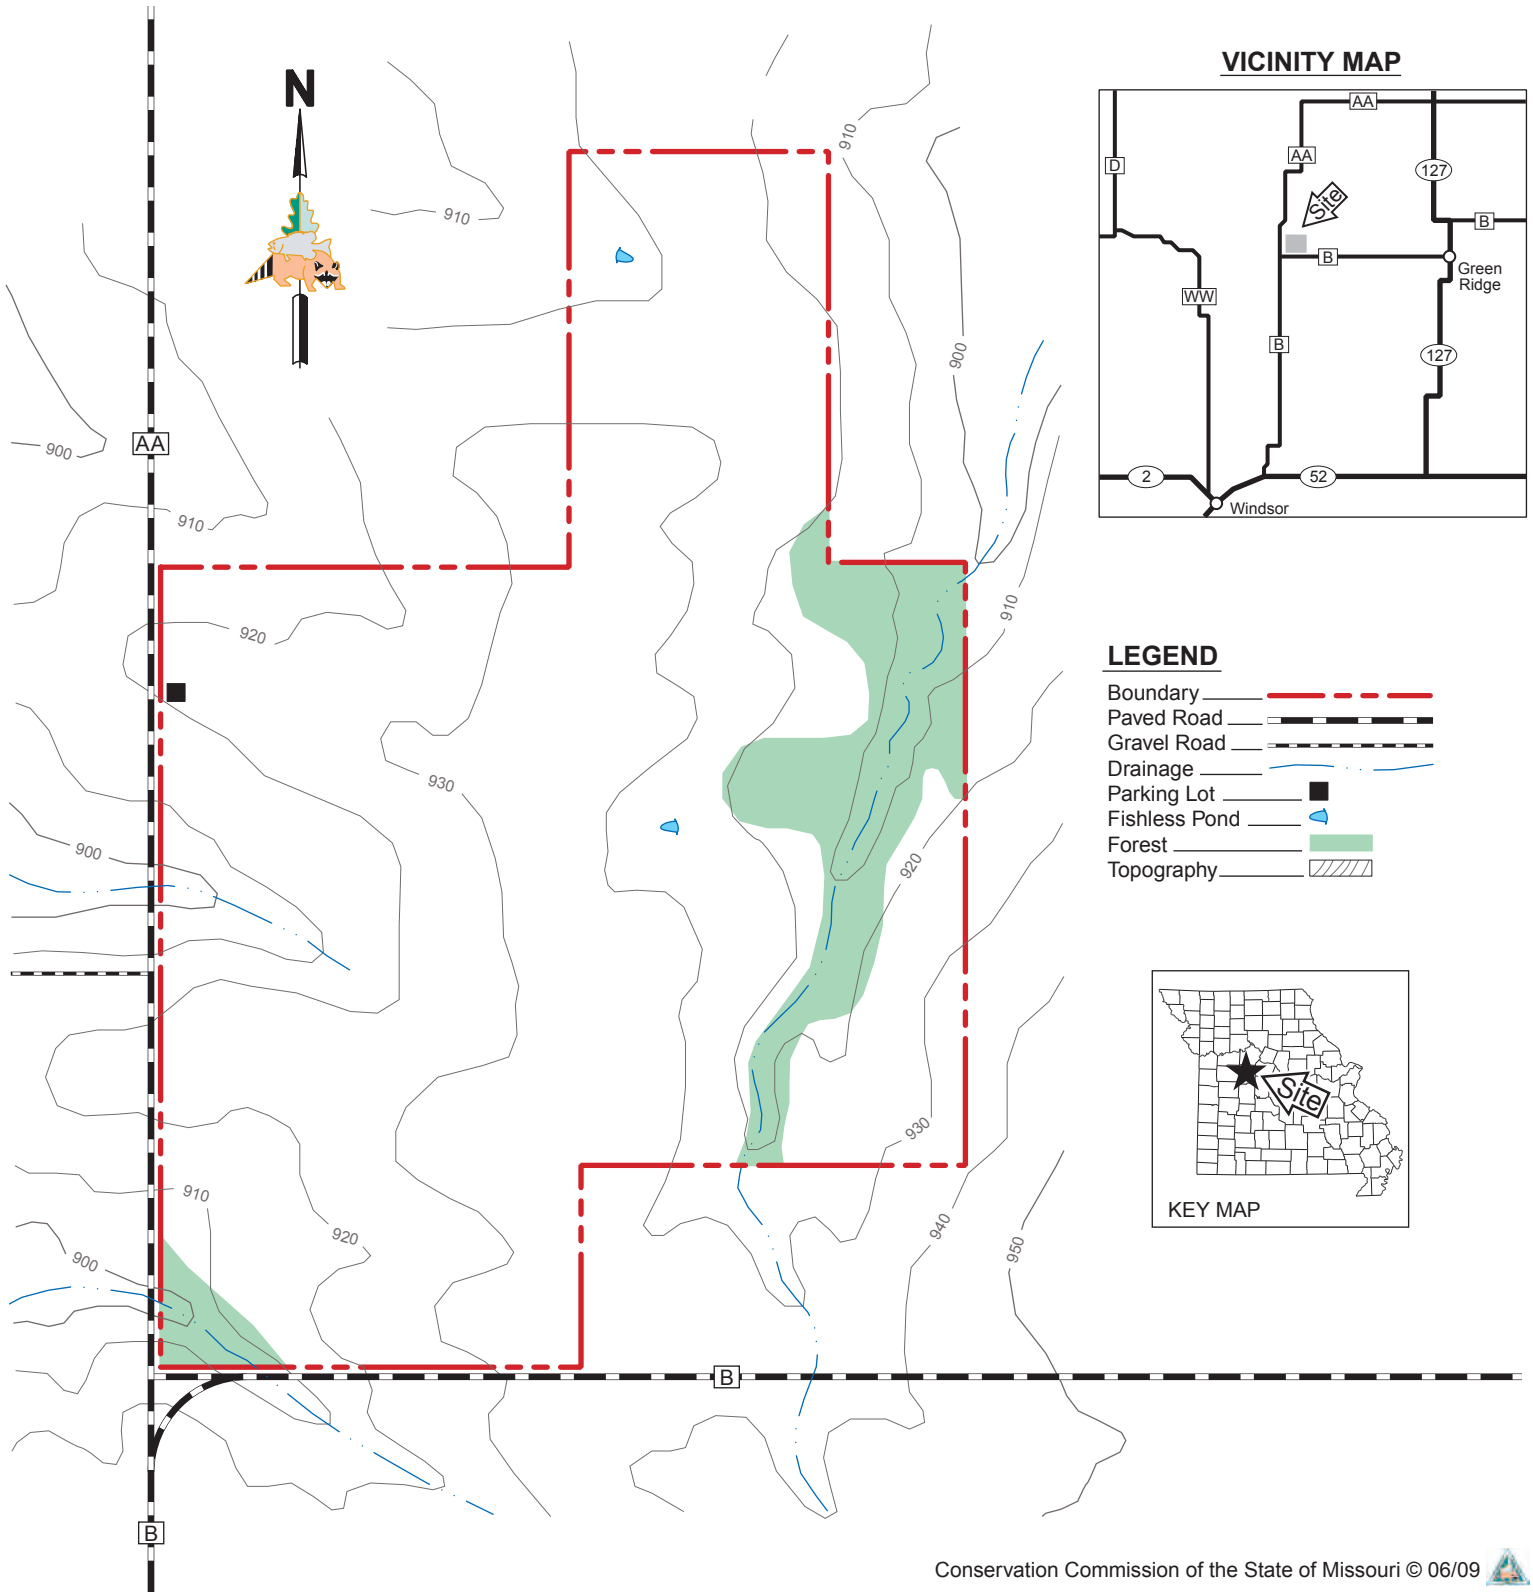 N
910
910
900
900
AA
910
920
930
900
910
920
930
910
920
900
940
950
B
B
VICINITY MAP
AA
D
AA
127
Site
B
B
Green
Ridge
WW
B
127
2
52
Windsor
LEGEND
Boundary
Paved Road
Gravel Road
Drainage
Parking Lot
Fishless Pond
Forest
Topography
Site
KEY MAP
Conservation Commission of the State of Missouri © 06/09